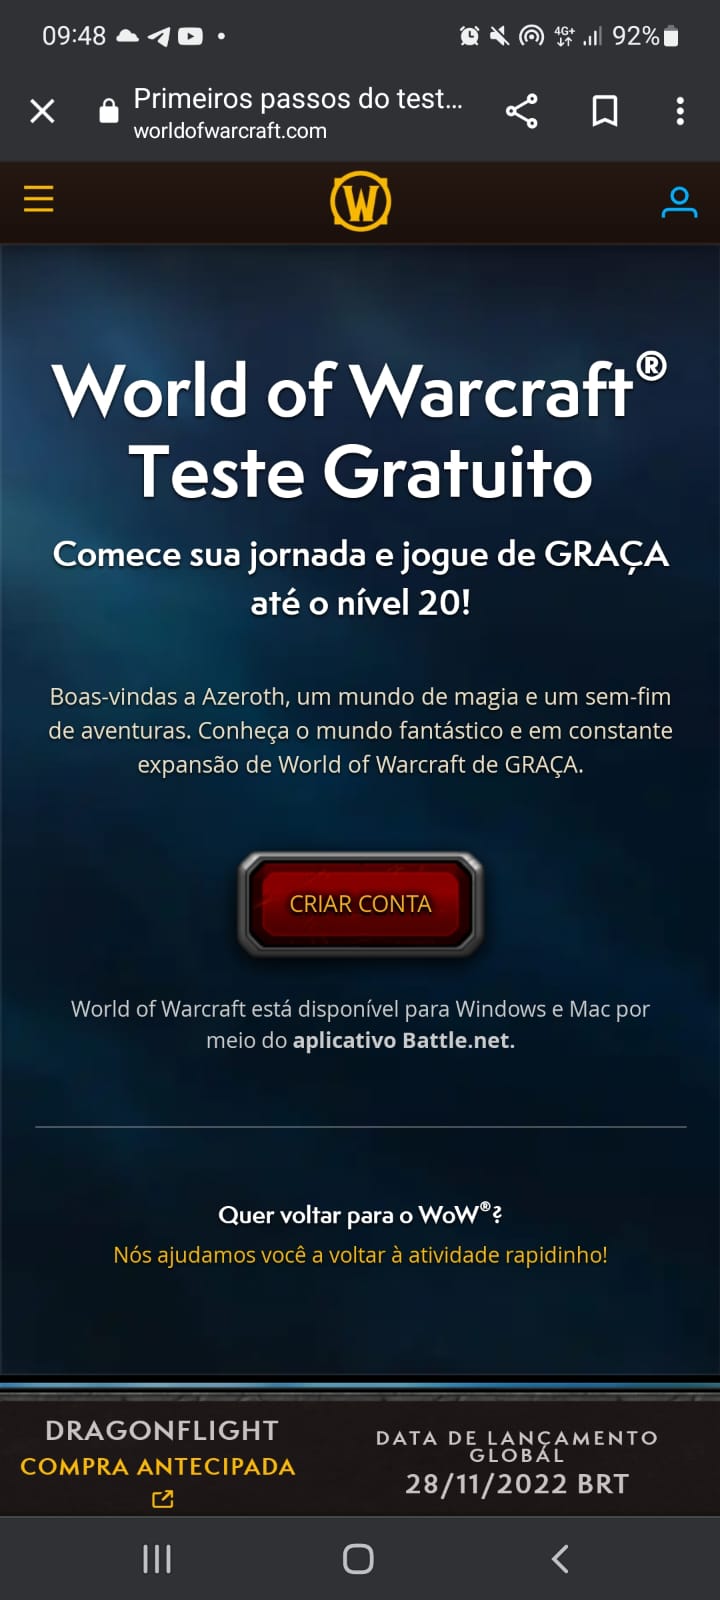 09:48
4G+
92%
Primeiros passos do test...
worldofwarcraft.com
W
World of Warcraft®
Teste Gratuito
Comece sua jornada e jogue de GRAÇA
até o nível 20!
Boas-vindas a Azeroth, um mundo de magia e um sem-fim
de aventuras. Conheça o mundo fantástico e em constante
expansão de World of Warcraft de GRAÇA.
CRIAR CONTA
World of Warcraft está disponível para Windows e Mac por
meio do aplicativo Battle.net.
Quer voltar para o WoW®?
Nós ajudamos você a voltar à atividade rapidinho!
DRAGONFLIGHT
COMPRA ANTECIPADA
DATA DE LANÇAMENTO
GLOBAL
28/11/2022 BRT